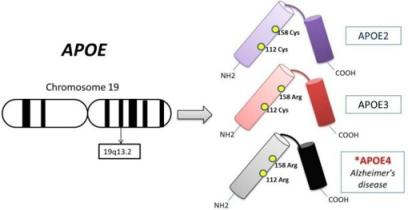 APOE
Chromosome 19
19q13.2
158 Cys
112 Cys
NH2
COOH
APOE2
158 Arg
112 Cys
NH2
COOH
APOE3
158 Arg
112 Arg
NH2
COOH
*APOE4
Alzheimer's
disease